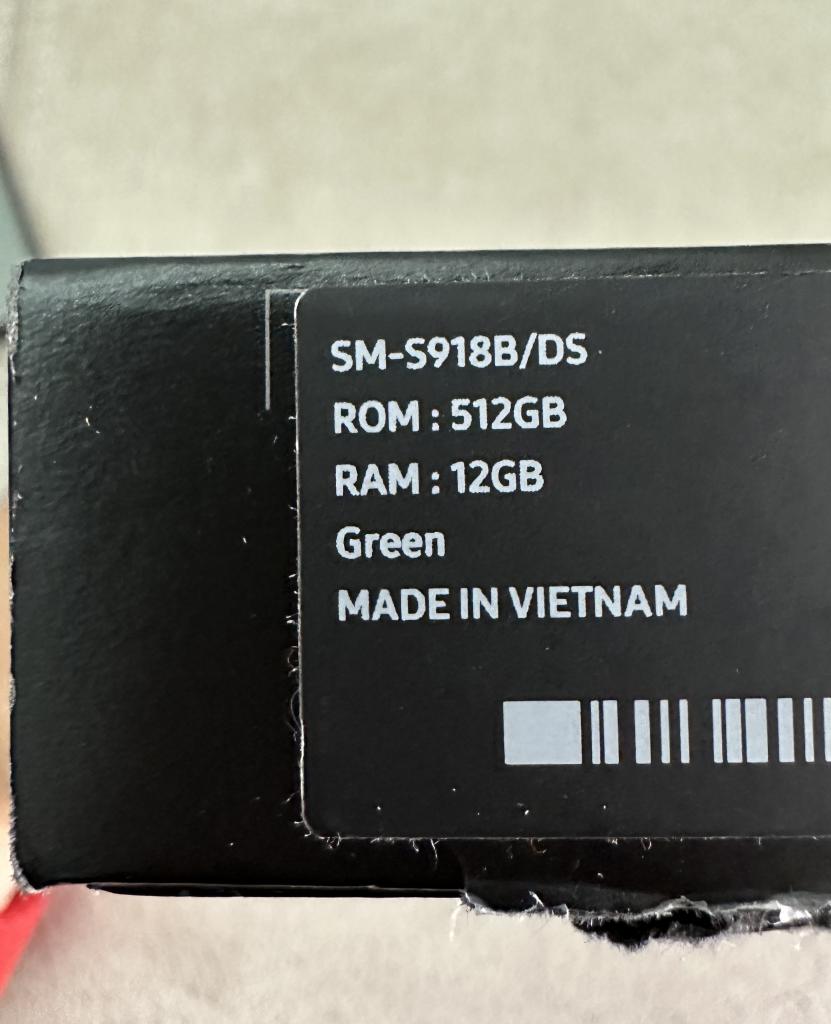 SM-S918B/DS
ROM : 512GB
RAM : 12GB
Green
MADE IN VIETNAM